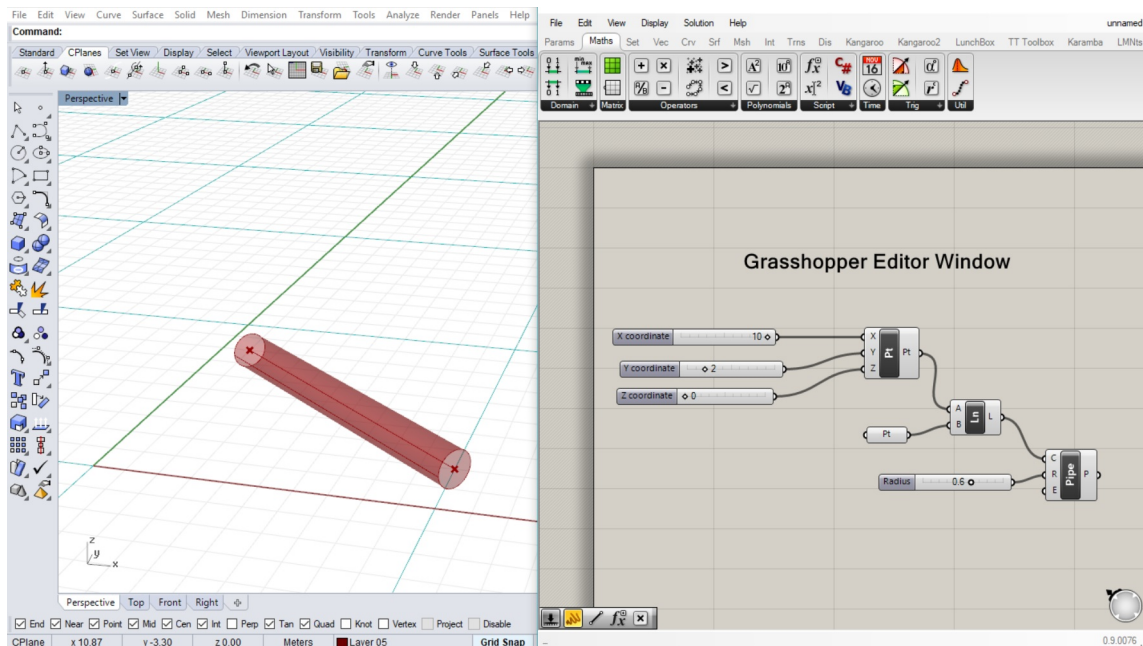 File Edit View Curve Surface Solid Mesh Dimension Transform Tools Analyze Render Panels Help
Command:
Standard CPlanes Set View Display Select Viewport Layout Visibility Transform Curve Tools Surface Tools
Perspective
z
y
x
Perspective Top Front Right
End Near Point Mid Cen Int Perp Tan Quad Knot Vertex Project Disable
CPlane x 10.87 y -3.30 z 0.00 Meters Layer 05 Grid Snap
File Edit View Display Solution Help unnamed
Params Maths Set Vec Crv Srf Msh Int Trns Dis Kangaroo Kangaroo2 LunchBox TT Toolbox Karamba LMNts
Domain Matrix Operators Polynomials Script Time Trig Util
Grasshopper Editor Window
X coordinate 10
Y coordinate 2
Z coordinate 0
X Y Z Pt Pt
A B Ln L
Pt
Radius 0.6
C R E Pipe P
0.9.0076